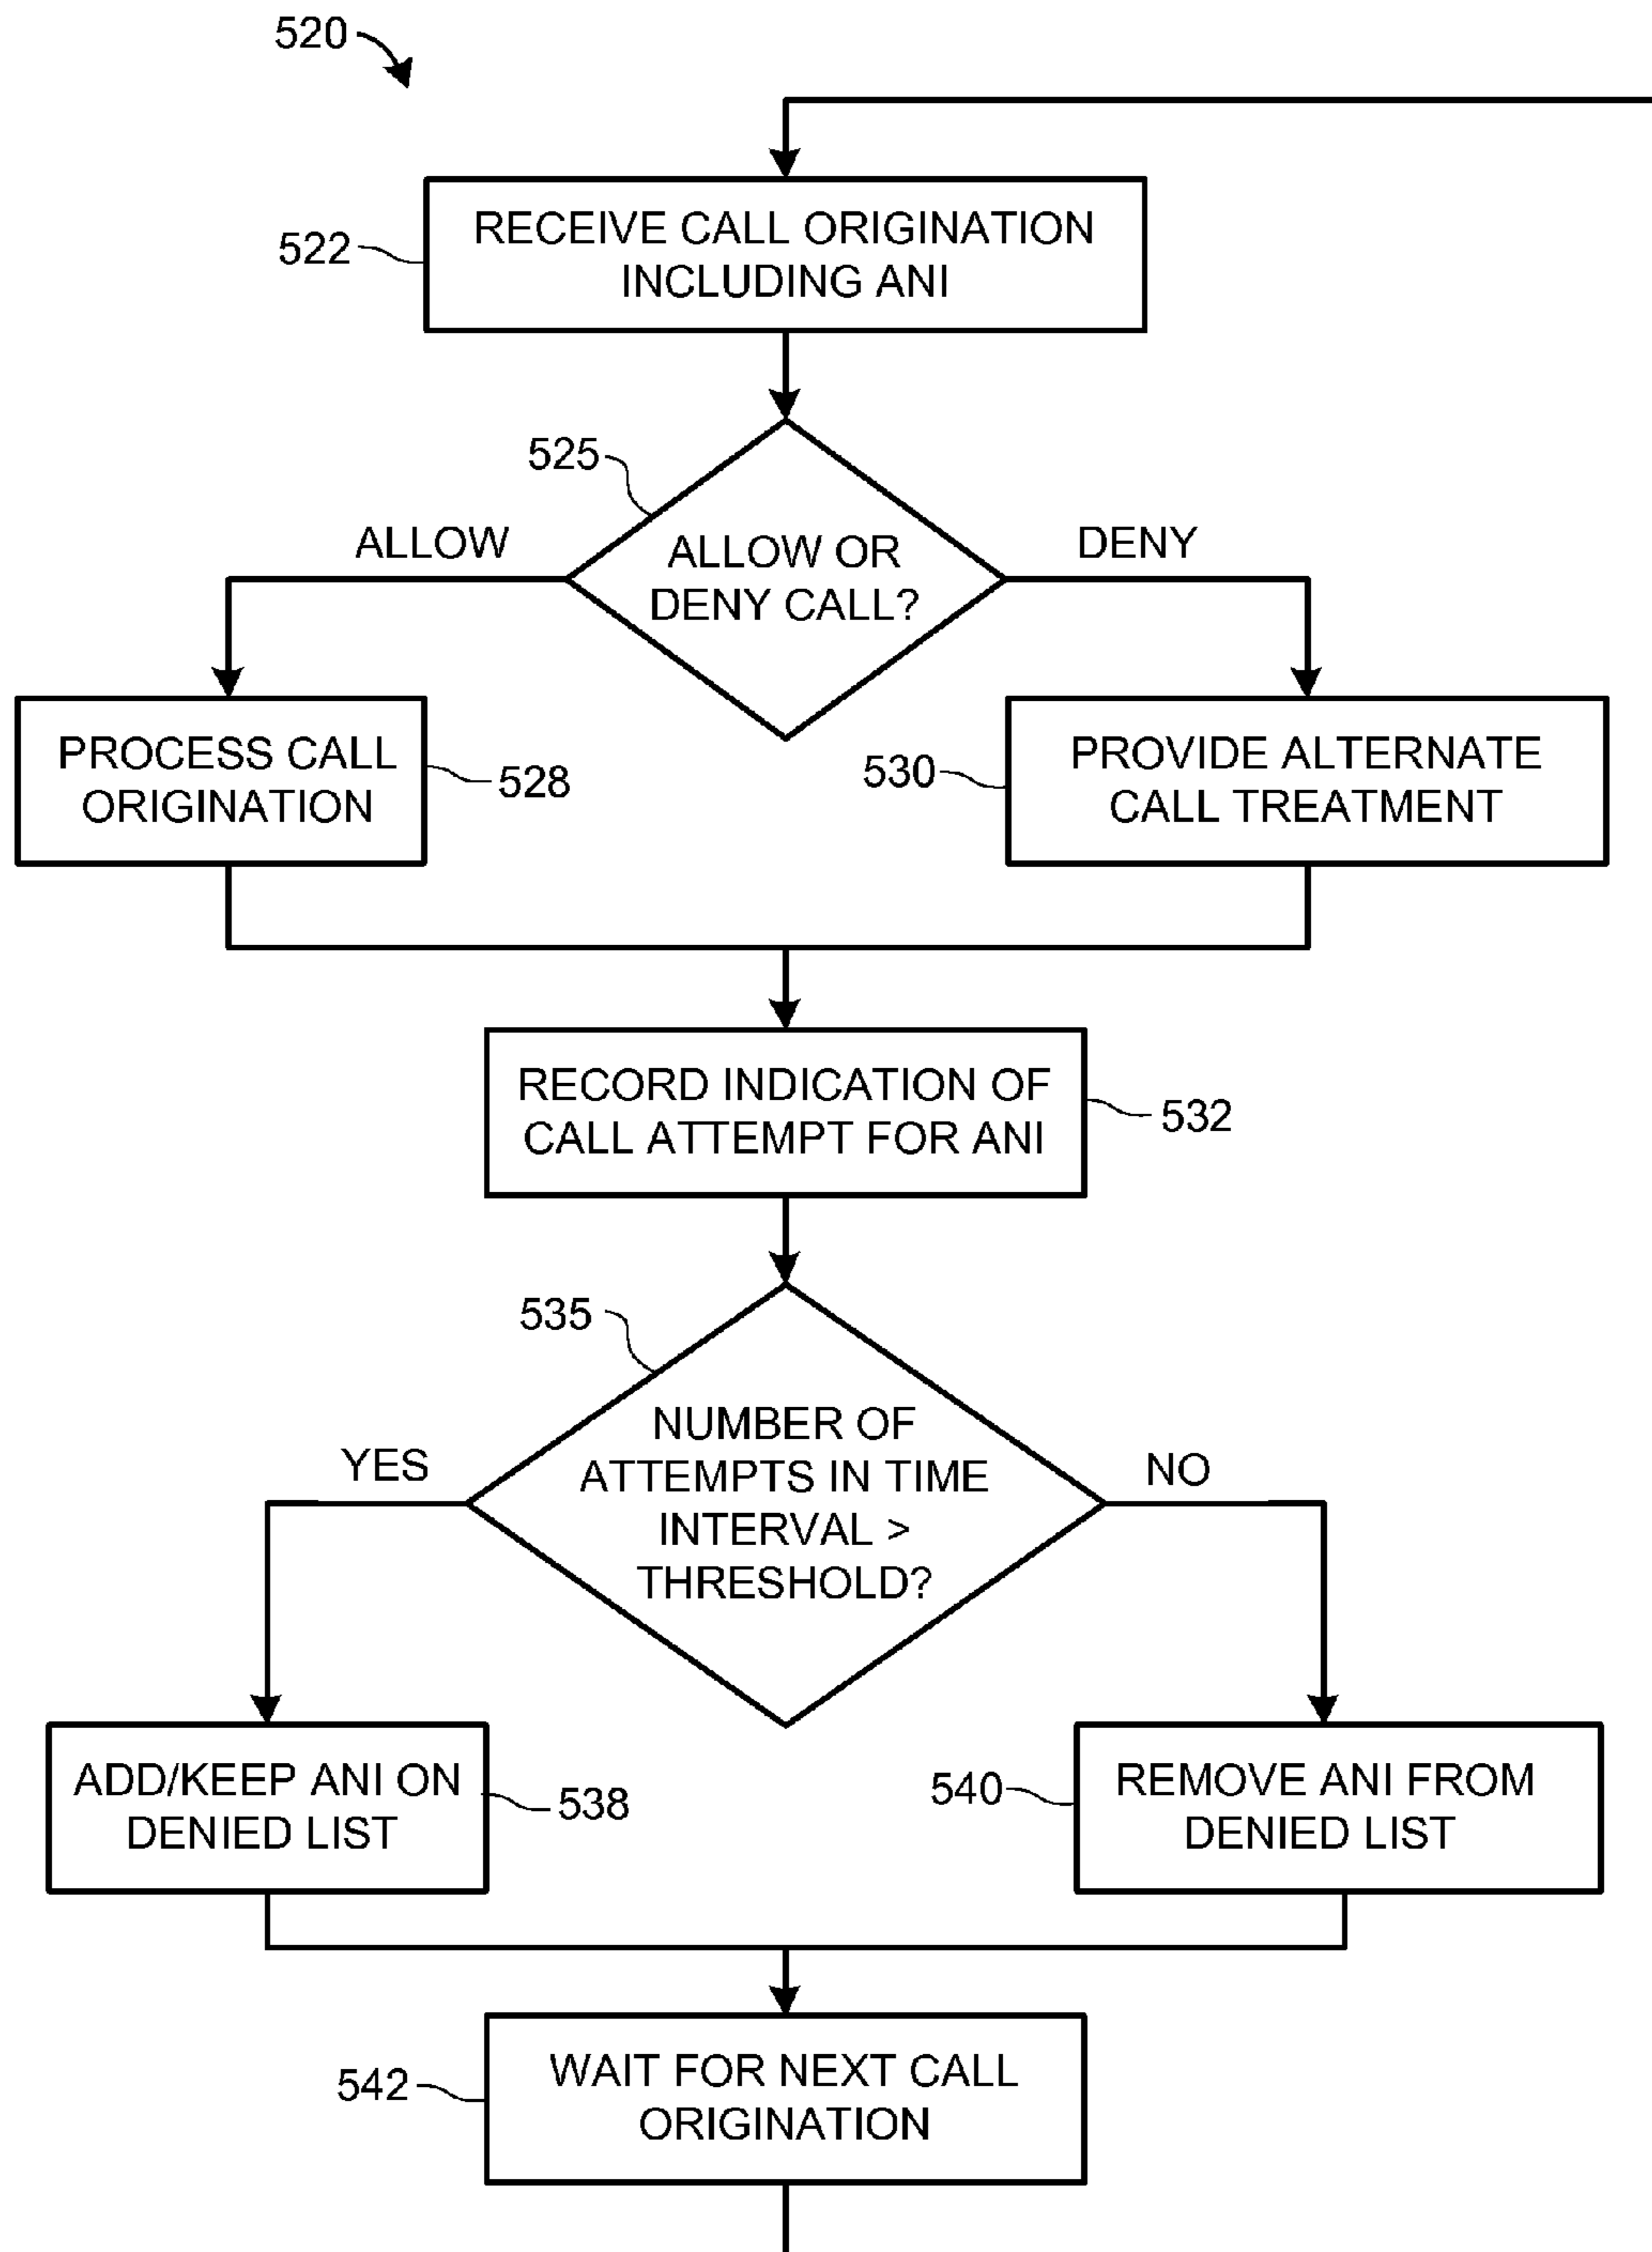 520
RECEIVE CALL ORIGINATION
INCLUDING ANI
522
525
ALLOW
ALLOW OR
DENY CALL?
DENY
PROCESS CALL
ORIGINATION
528
530
PROVIDE ALTERNATE
CALL TREATMENT
RECORD INDICATION OF
CALL ATTEMPT FOR ANI
532
535
YES
NUMBER OF
ATTEMPTS IN TIME
INTERVAL >
THRESHOLD?
NO
ADD/KEEP ANI ON
DENIED LIST
538
540
REMOVE ANI FROM
DENIED LIST
542
WAIT FOR NEXT CALL
ORIGINATION